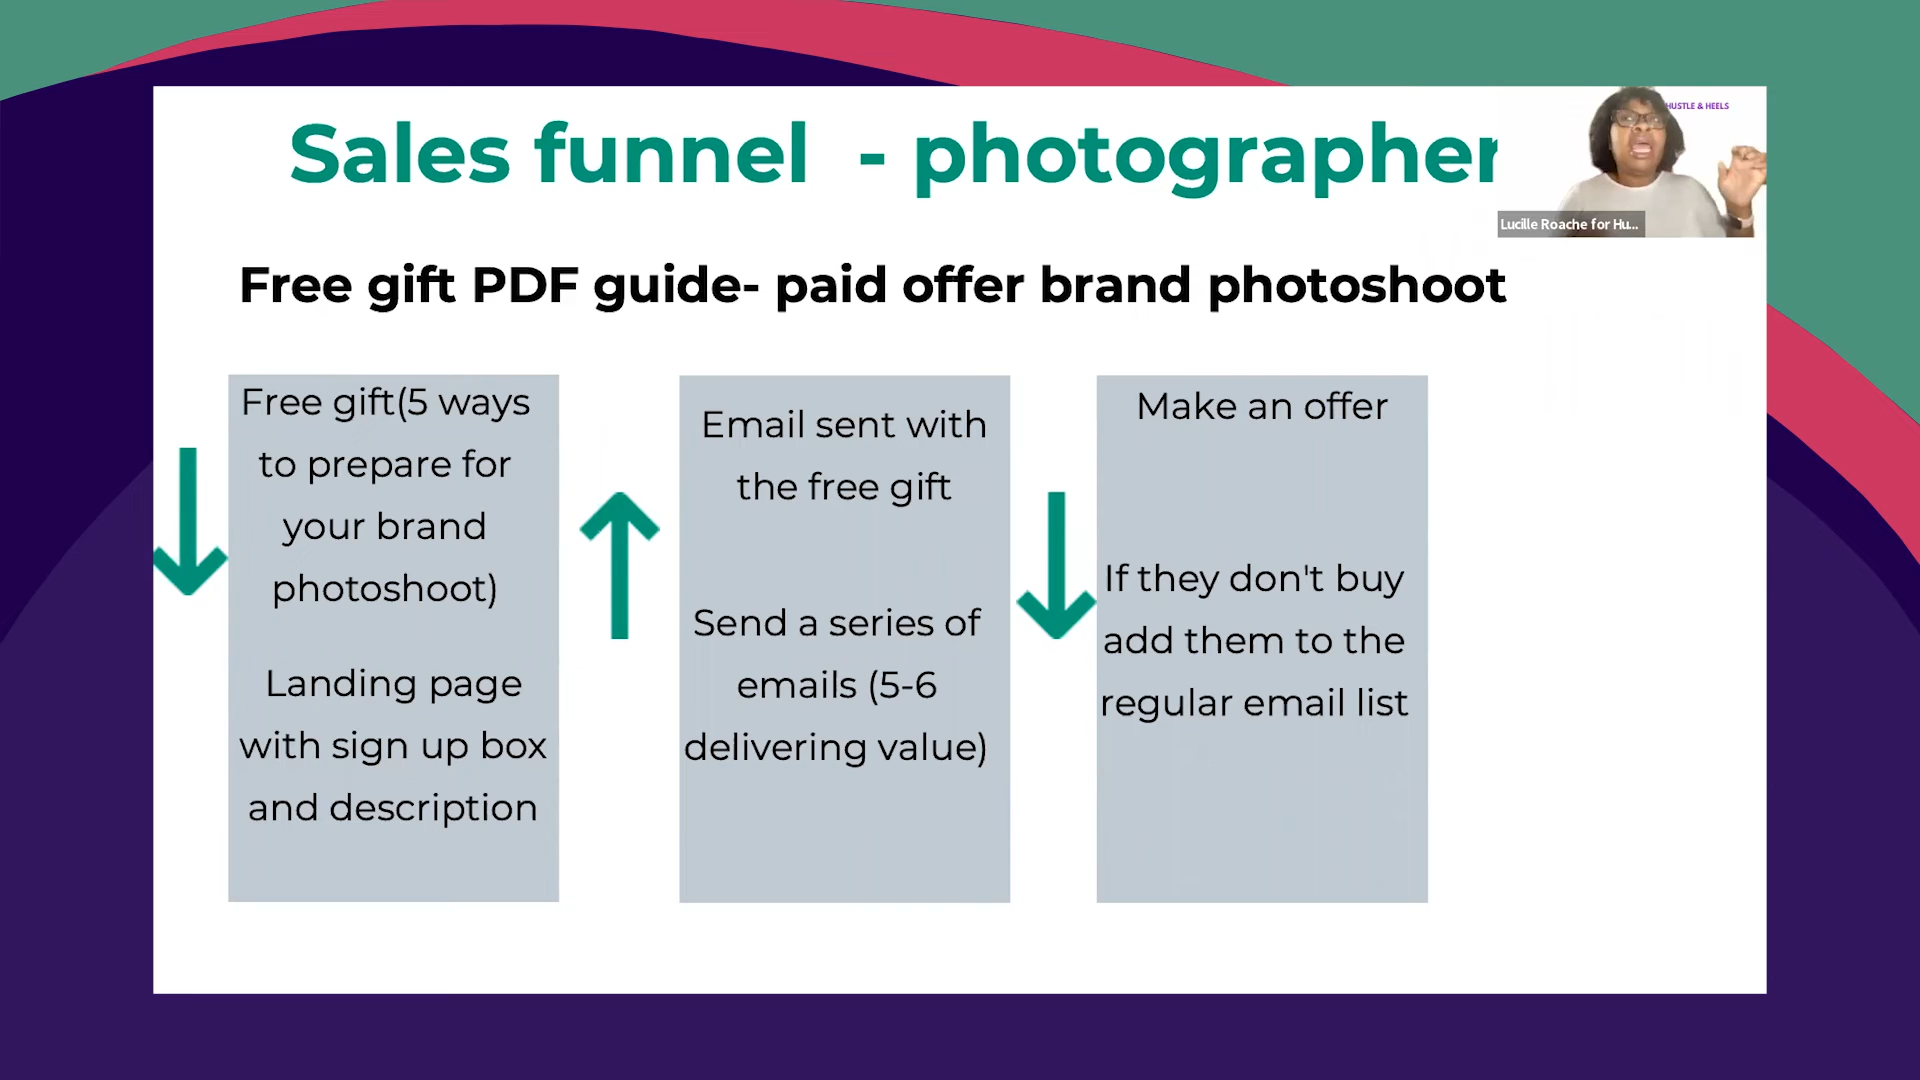 Sales funnel - photographer
HUSTLE & HEELS
Lucille Roache for Hu...
Free gift PDF guide- paid offer brand photoshoot
Free gift(5 ways
to prepare for
your brand
photoshoot)
Landing page
with sign up box
and description
Email sent with
the free gift
Send a series of
emails (5-6
delivering value)
Make an offer
If they don't buy
add them to the
regular email list